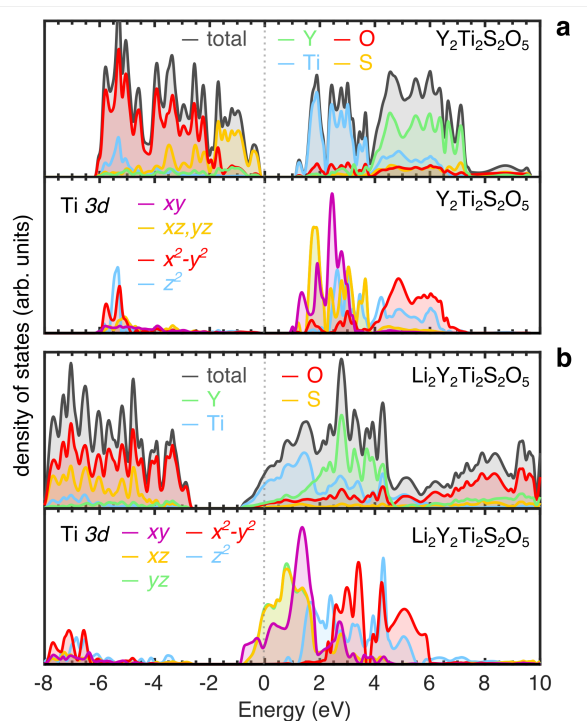 a
total Y O Y₂Ti₂S₂O₅
Ti S
Ti 3d xy Y₂Ti₂S₂O₅
xz,yz
x²-y²
z²
density of states (arb. units)
b
total O Li₂Y₂Ti₂S₂O₅
Y S
Ti
Ti 3d xy x²-y² Li₂Y₂Ti₂S₂O₅
xz z²
yz
-8 -6 -4 -2 0 2 4 6 8 10
Energy (eV)